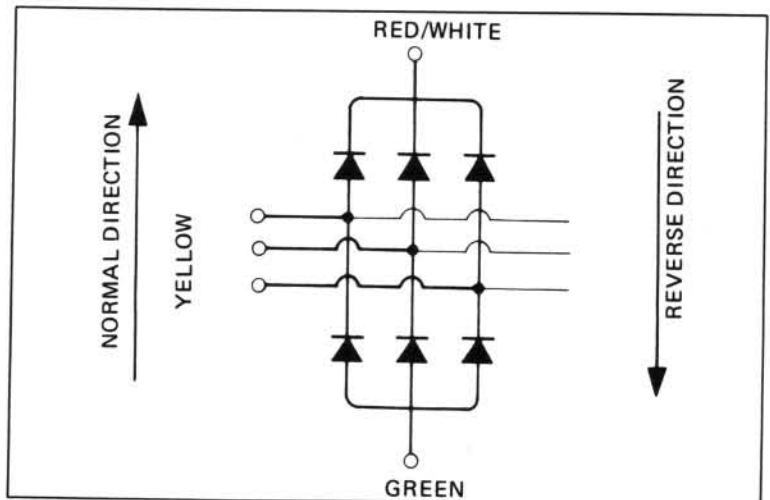 RED/WHITE
NORMAL DIRECTION
YELLOW
REVERSE DIRECTION
GREEN